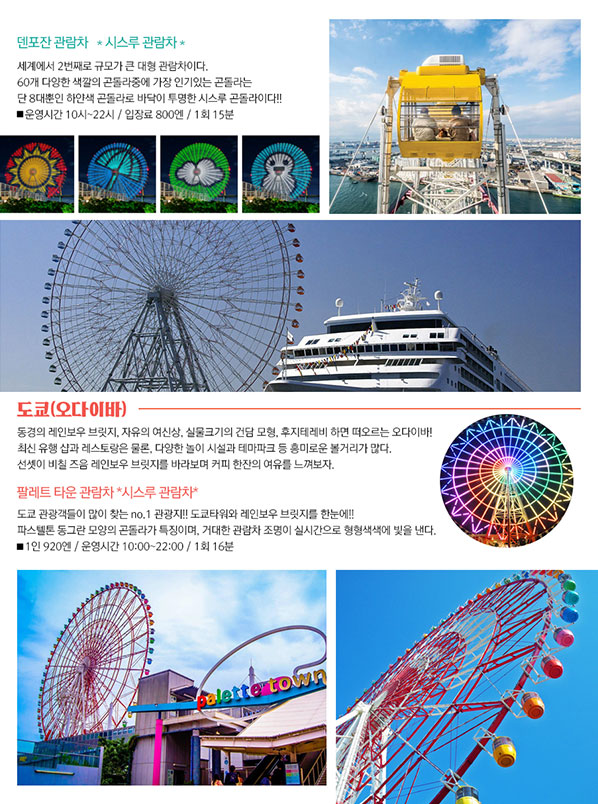 덴포잔 관람차 *시스루 관람차*
세계에서 2번째로 규모가 큰 대형 관람차이다.
60개 다양한 색깔의 곤돌라중에 가장 인기있는 곤돌라는
단 8대뿐인 하얀색 곤돌라로 바닥이 투명한 시스루 곤돌라이다!!
■운영시간 10시~22시 / 입장료 800엔 / 1회 15분
도쿄(오다이바)
동경의 레인보우 브릿지, 자유의 여신상, 실물크기의 건담 모형, 후지테레비 하면 떠오르는 오다이바!
최신 유행 샵과 레스토랑은 물론, 다양한 놀이 시설과 테마파크 등 흥미로운 볼거리가 많다.
선셋이 비칠 즈음 레인보우 브릿지를 바라보며 커피 한잔의 여유를 느껴보자.
팔레트 타운 관람차 *시스루 관람차*
도쿄 관광객들이 많이 찾는 no.1 관광지!! 도쿄타워와 레인보우 브릿지를 한눈에!!
파스텔톤 동그란 모양의 곤돌라가 특징이며, 거대한 관람차 조명이 실시간으로 형형색색에 빛을 낸다.
■1인 920엔 / 운영시간 10:00~22:00 / 1회 16분
palette town